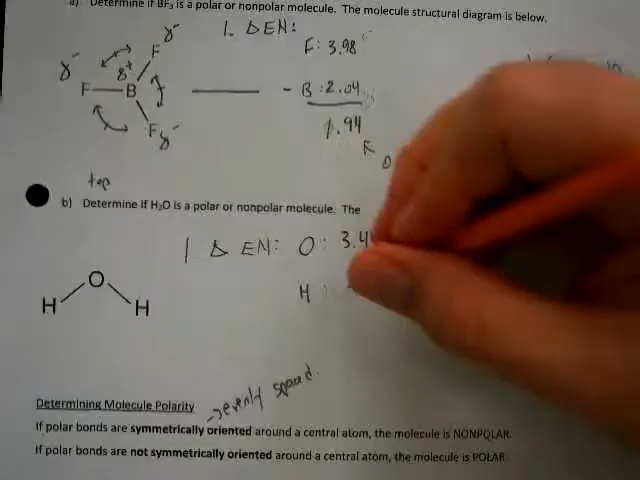 a) Determine if BF₃ is a polar or nonpolar molecule. The molecule structural diagram is below.
1. Δ EN:
F: 3.98
- B: 2.04
1.94
γ⁻
F
γ⁻
F
B
γ⁺
F
γ⁻
F
O
top
b) Determine if H₂O is a polar or nonpolar molecule. The
1 Δ EN: O: 3.4
H :
O
H
H
Determining Molecule Polarity
→ evenly spaced.
If polar bonds are symmetrically oriented around a central atom, the molecule is NONPOLAR.
If polar bonds are not symmetrically oriented around a central atom, the molecule is POLAR.